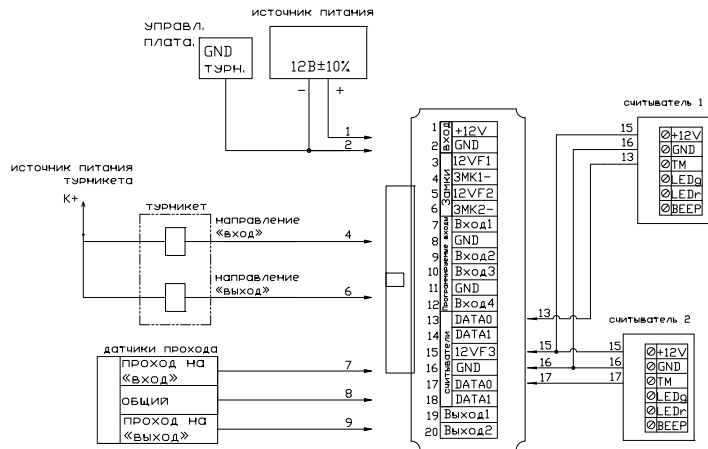 источник питания
управл.
плата.
GND
турн.
12В±10%
− +
1
2
источник питания
турникета
К+
турникет
направление
«вход»
4
направление
«выход»
6
датчики прохода
проход на
«вход»
7
общий
8
проход на
«выход»
9
вход
Замки
Программируемые входы
считыватели
1 +12V
2 GND
3 12VF1
4 ЗМК1-
5 12VF2
6 ЗМК2-
7 Вход1
8 GND
9 Вход2
10 Вход3
11 GND
12 Вход4
13 DATA0
14 DATA1
15 12VF3
16 GND
17 DATA0
18 DATA1
19 Выход1
20 Выход2
считыватель 1
15 +12V
16 GND
13 TM
LEDg
LEDr
BEEP
13
15
16
17
считыватель 2
15 +12V
16 GND
17 TM
LEDg
LEDr
BEEP